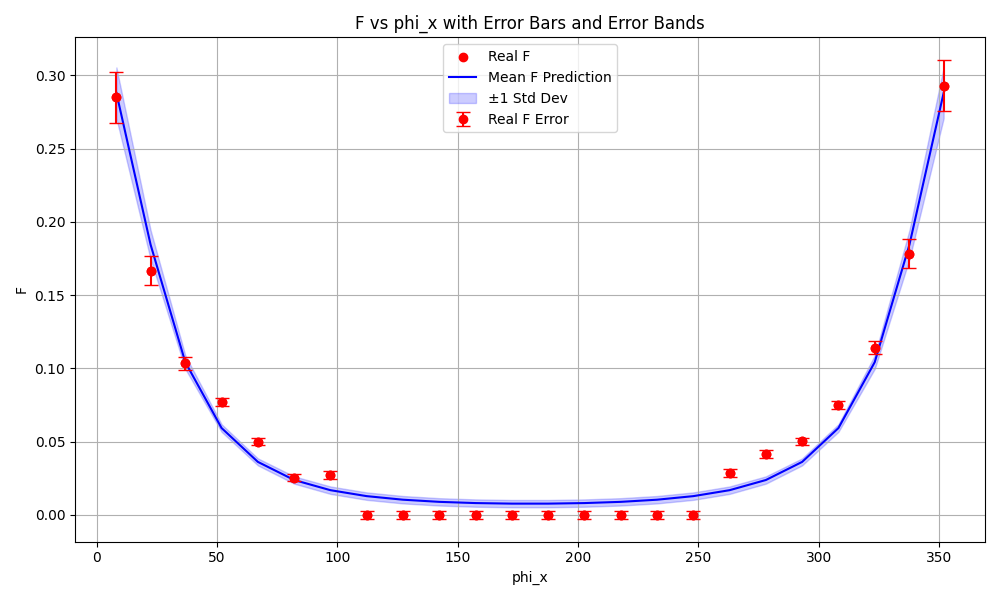 F vs phi_x with Error Bars and Error Bands
Real F
Mean F Prediction
±1 Std Dev
Real F Error
0.30
0.25
0.20
0.15
0.10
0.05
0.00
F
0 50 100 150 200 250 300 350
phi_x